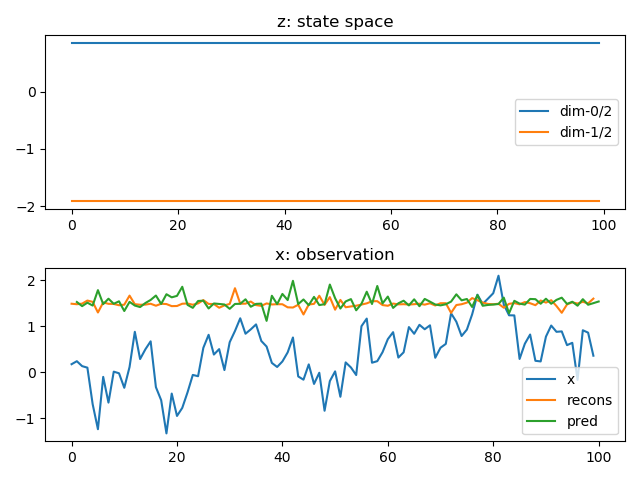 z: state space
0
−1
−2
dim-0/2
dim-1/2
0 20 40 60 80 100
x: observation
2
1
0
−1
x
recons
pred
0 20 40 60 80 100